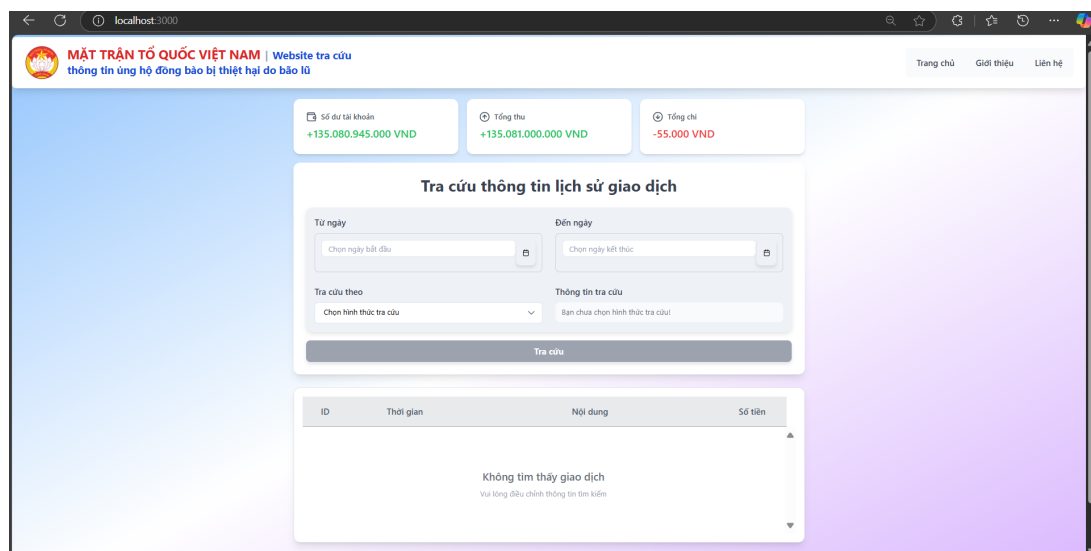 localhost:3000
MẶT TRẬN TỔ QUỐC VIỆT NAM | Website tra cứu
thông tin ủng hộ đồng bào bị thiệt hại do bão lũ
Trang chủ Giới thiệu Liên hệ
Số dư tài khoản
+135.080.945.000 VND
Tổng thu
+135.081.000.000 VND
Tổng chi
-55.000 VND
Tra cứu thông tin lịch sử giao dịch
Từ ngày Đến ngày
Chọn ngày bắt đầu Chọn ngày kết thúc
Tra cứu theo Thông tin tra cứu
Chọn hình thức tra cứu Bạn chưa chọn hình thức tra cứu!
Tra cứu
ID Thời gian Nội dung Số tiền
Không tìm thấy giao dịch
Vui lòng điều chỉnh thông tin tìm kiếm